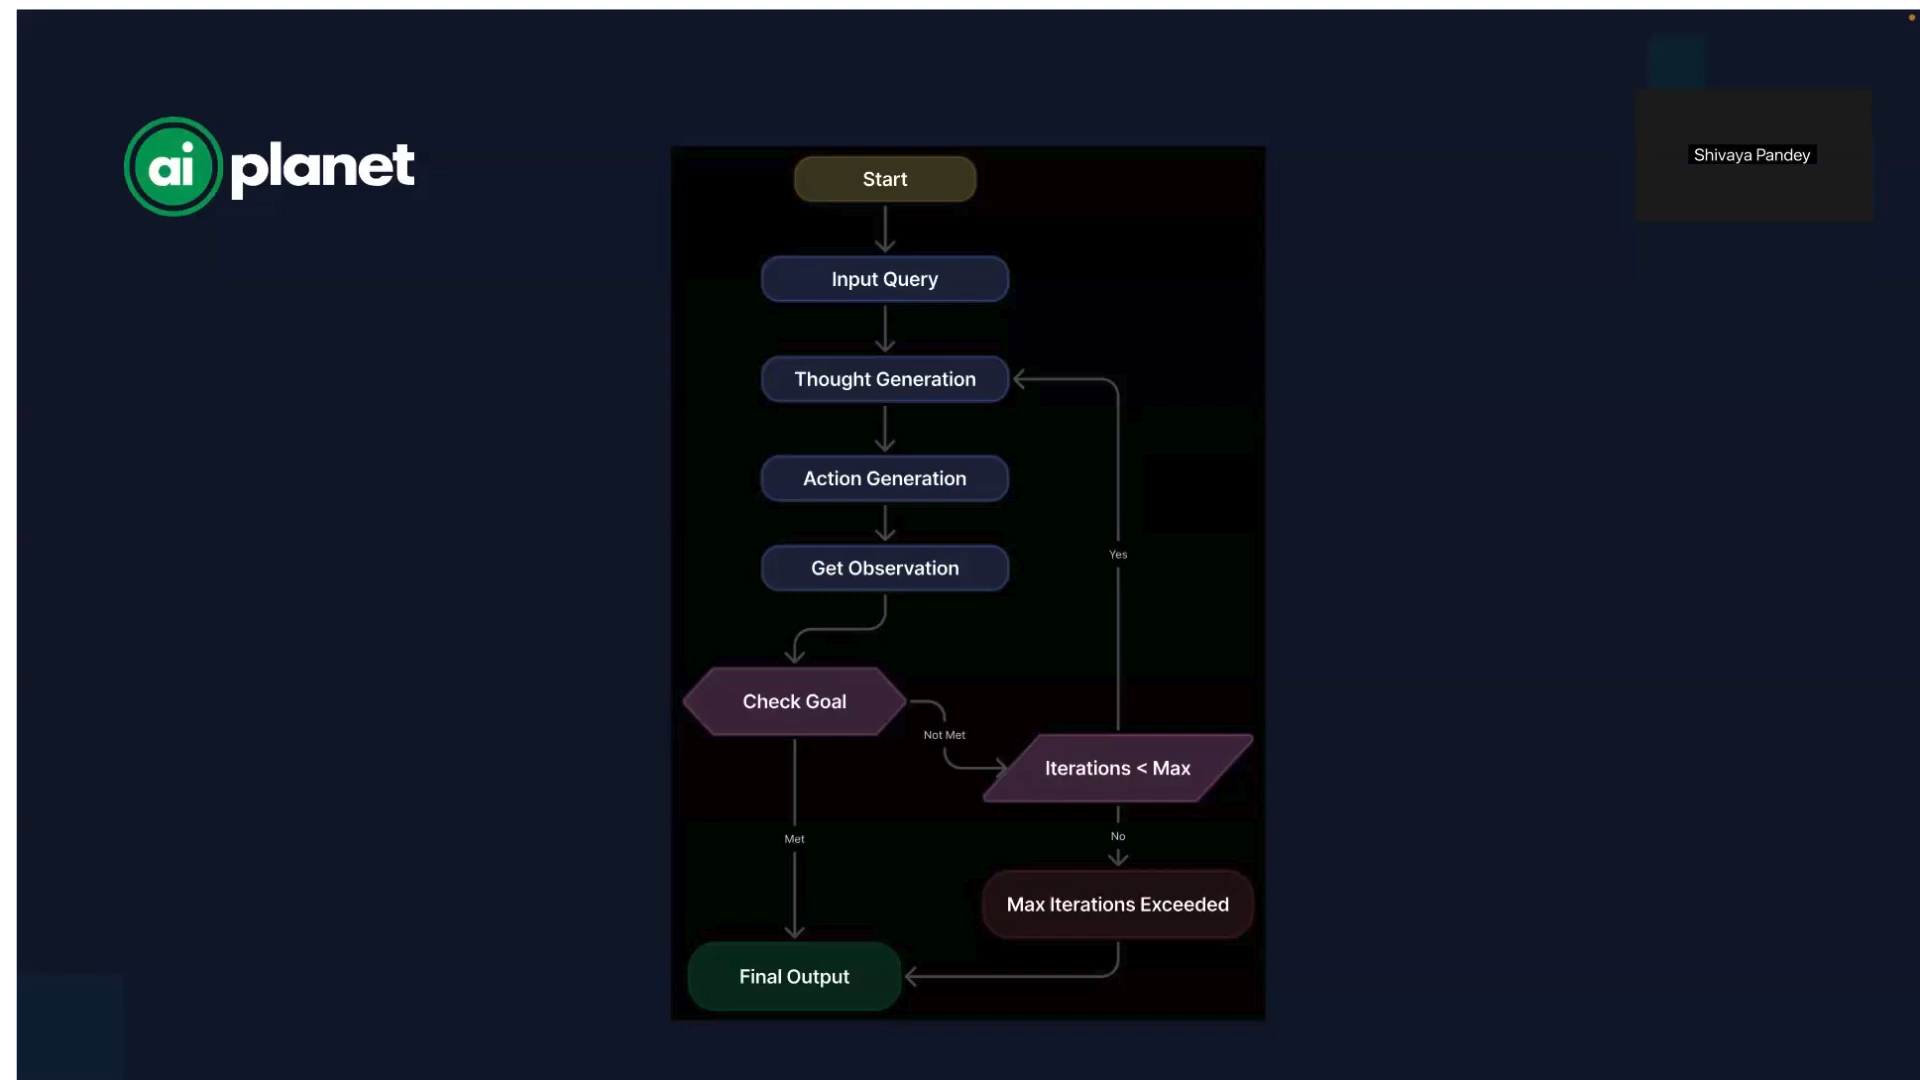 ai planet
Shivaya Pandey
Start
Input Query
Thought Generation
Action Generation
Yes
Get Observation
Check Goal
Not Met
Iterations < Max
Met
No
Max Iterations Exceeded
Final Output